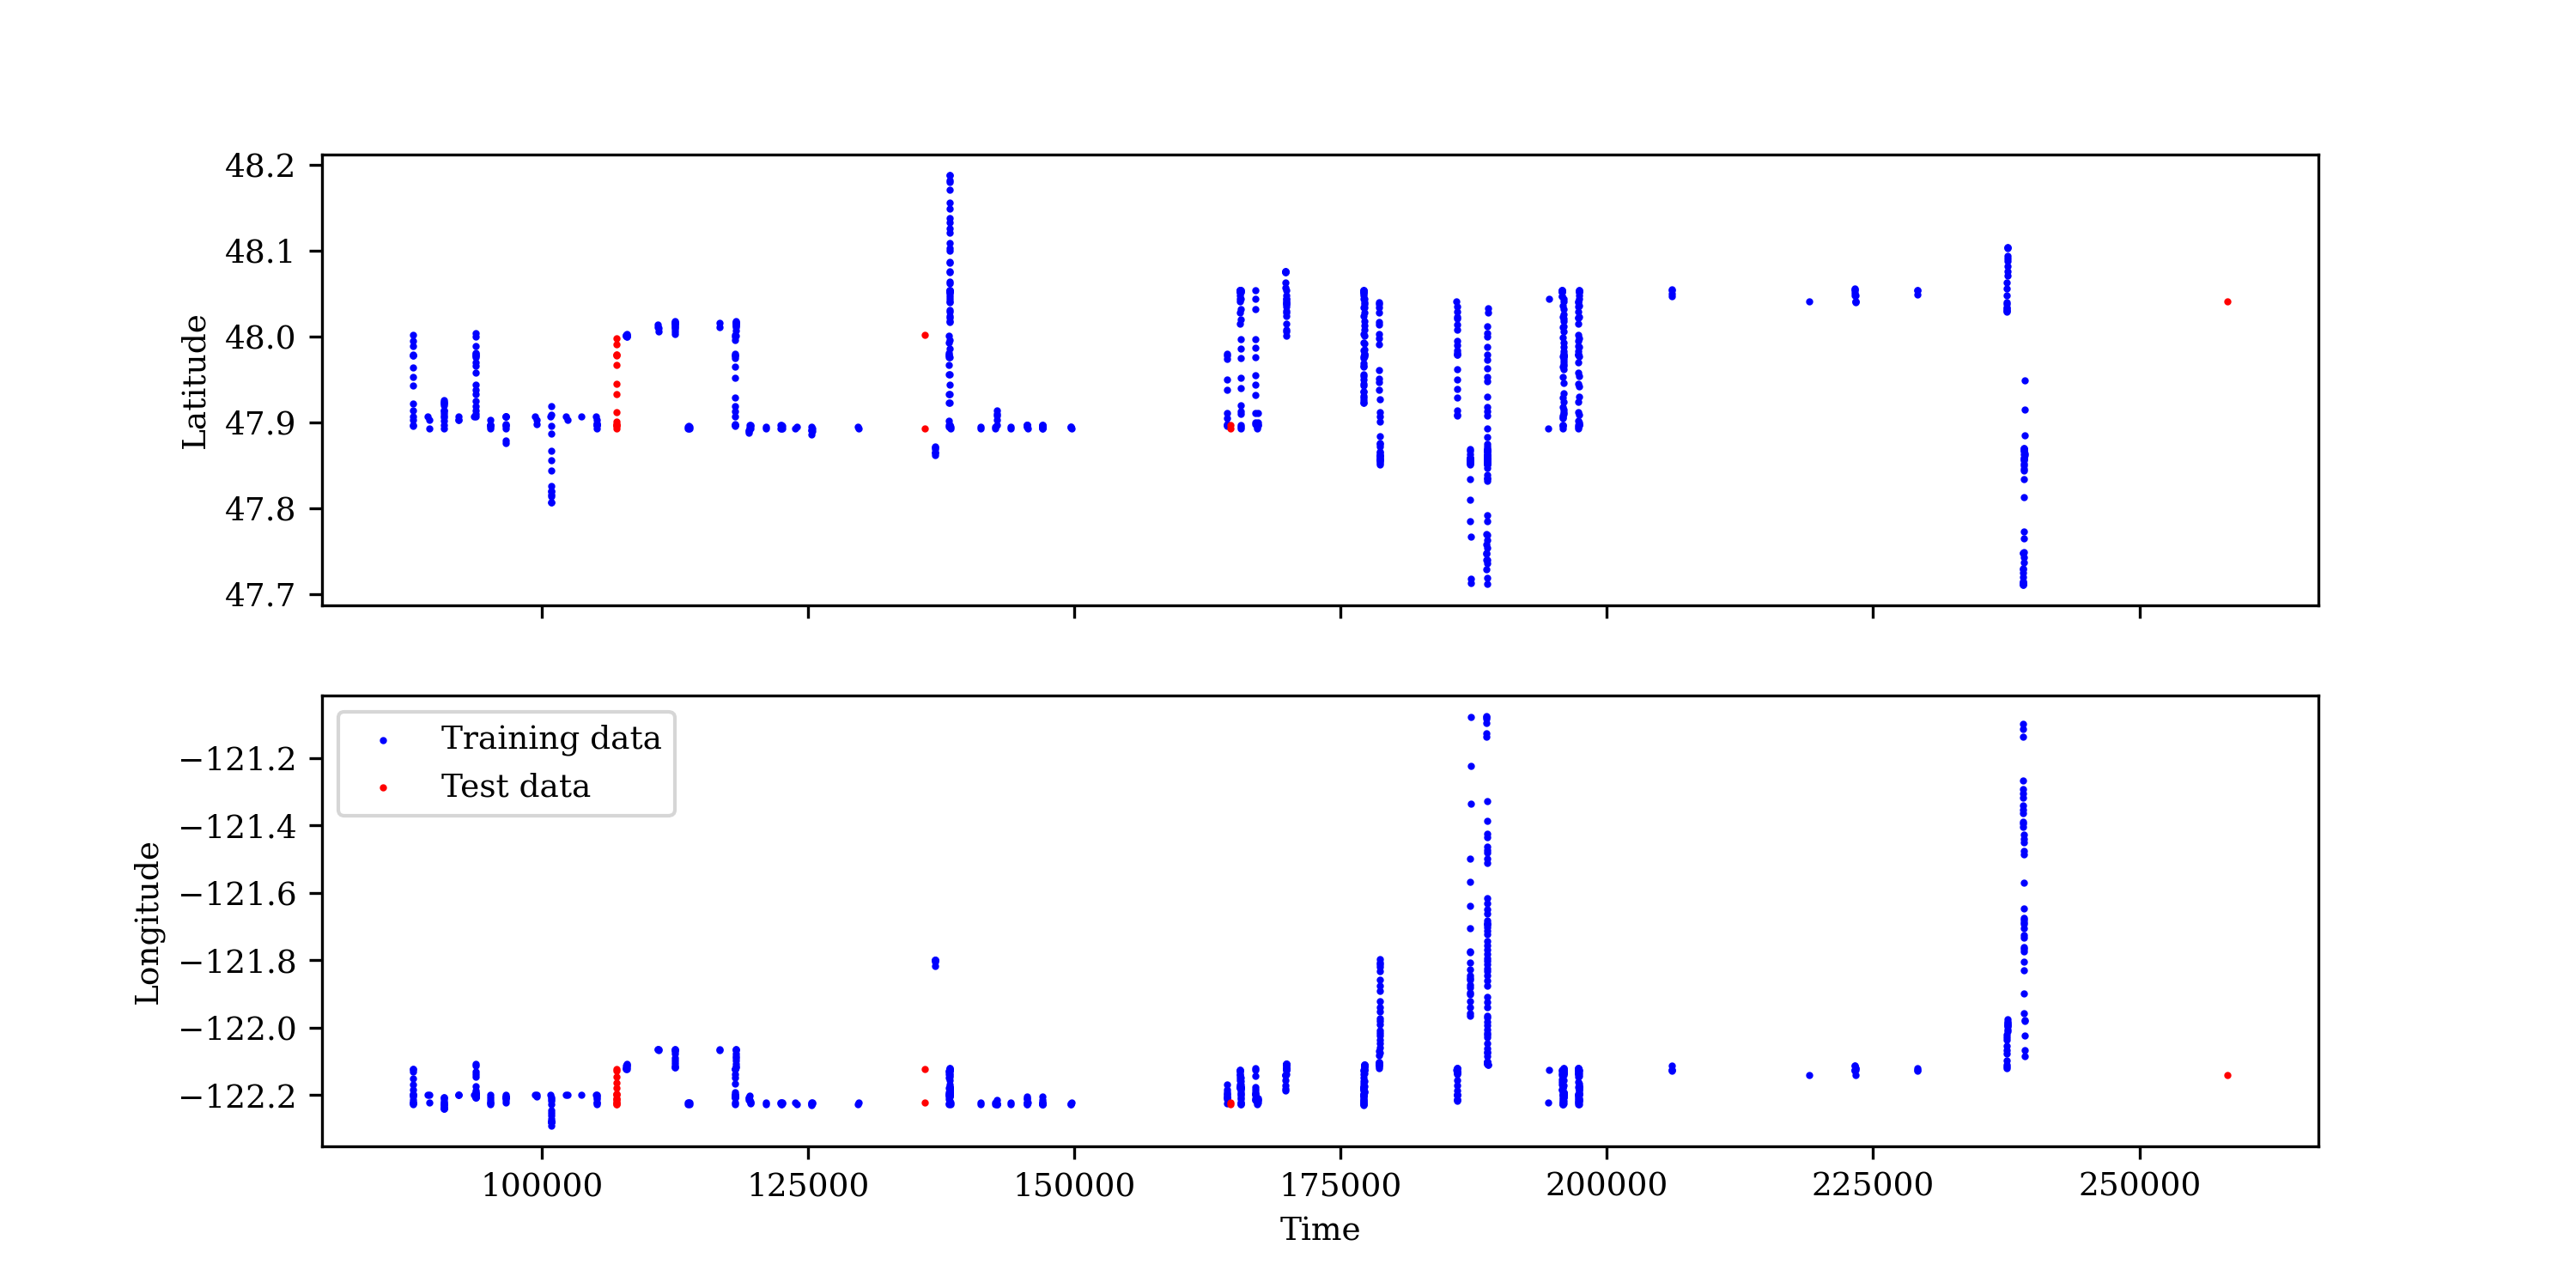 48.2
48.1
48.0
47.9
47.8
47.7
Latitude
Training data
Test data
−121.2
−121.4
−121.6
−121.8
−122.0
−122.2
Longitude
100000 125000 150000 175000 200000 225000 250000
Time